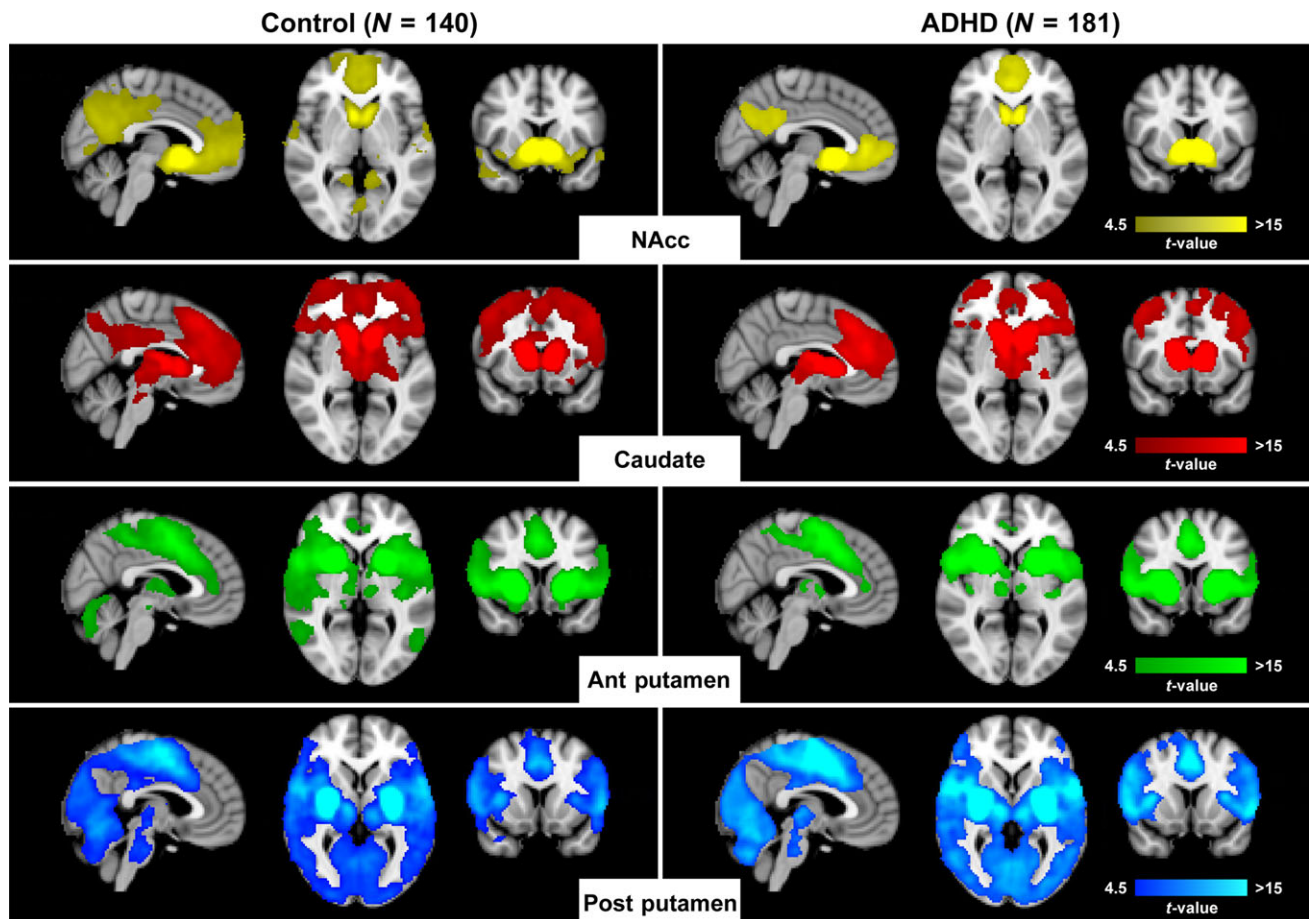 Control (N = 140)
ADHD (N = 181)
NAcc
4.5 >15
t-value
Caudate
4.5 >15
t-value
Ant putamen
4.5 >15
t-value
Post putamen
4.5 >15
t-value